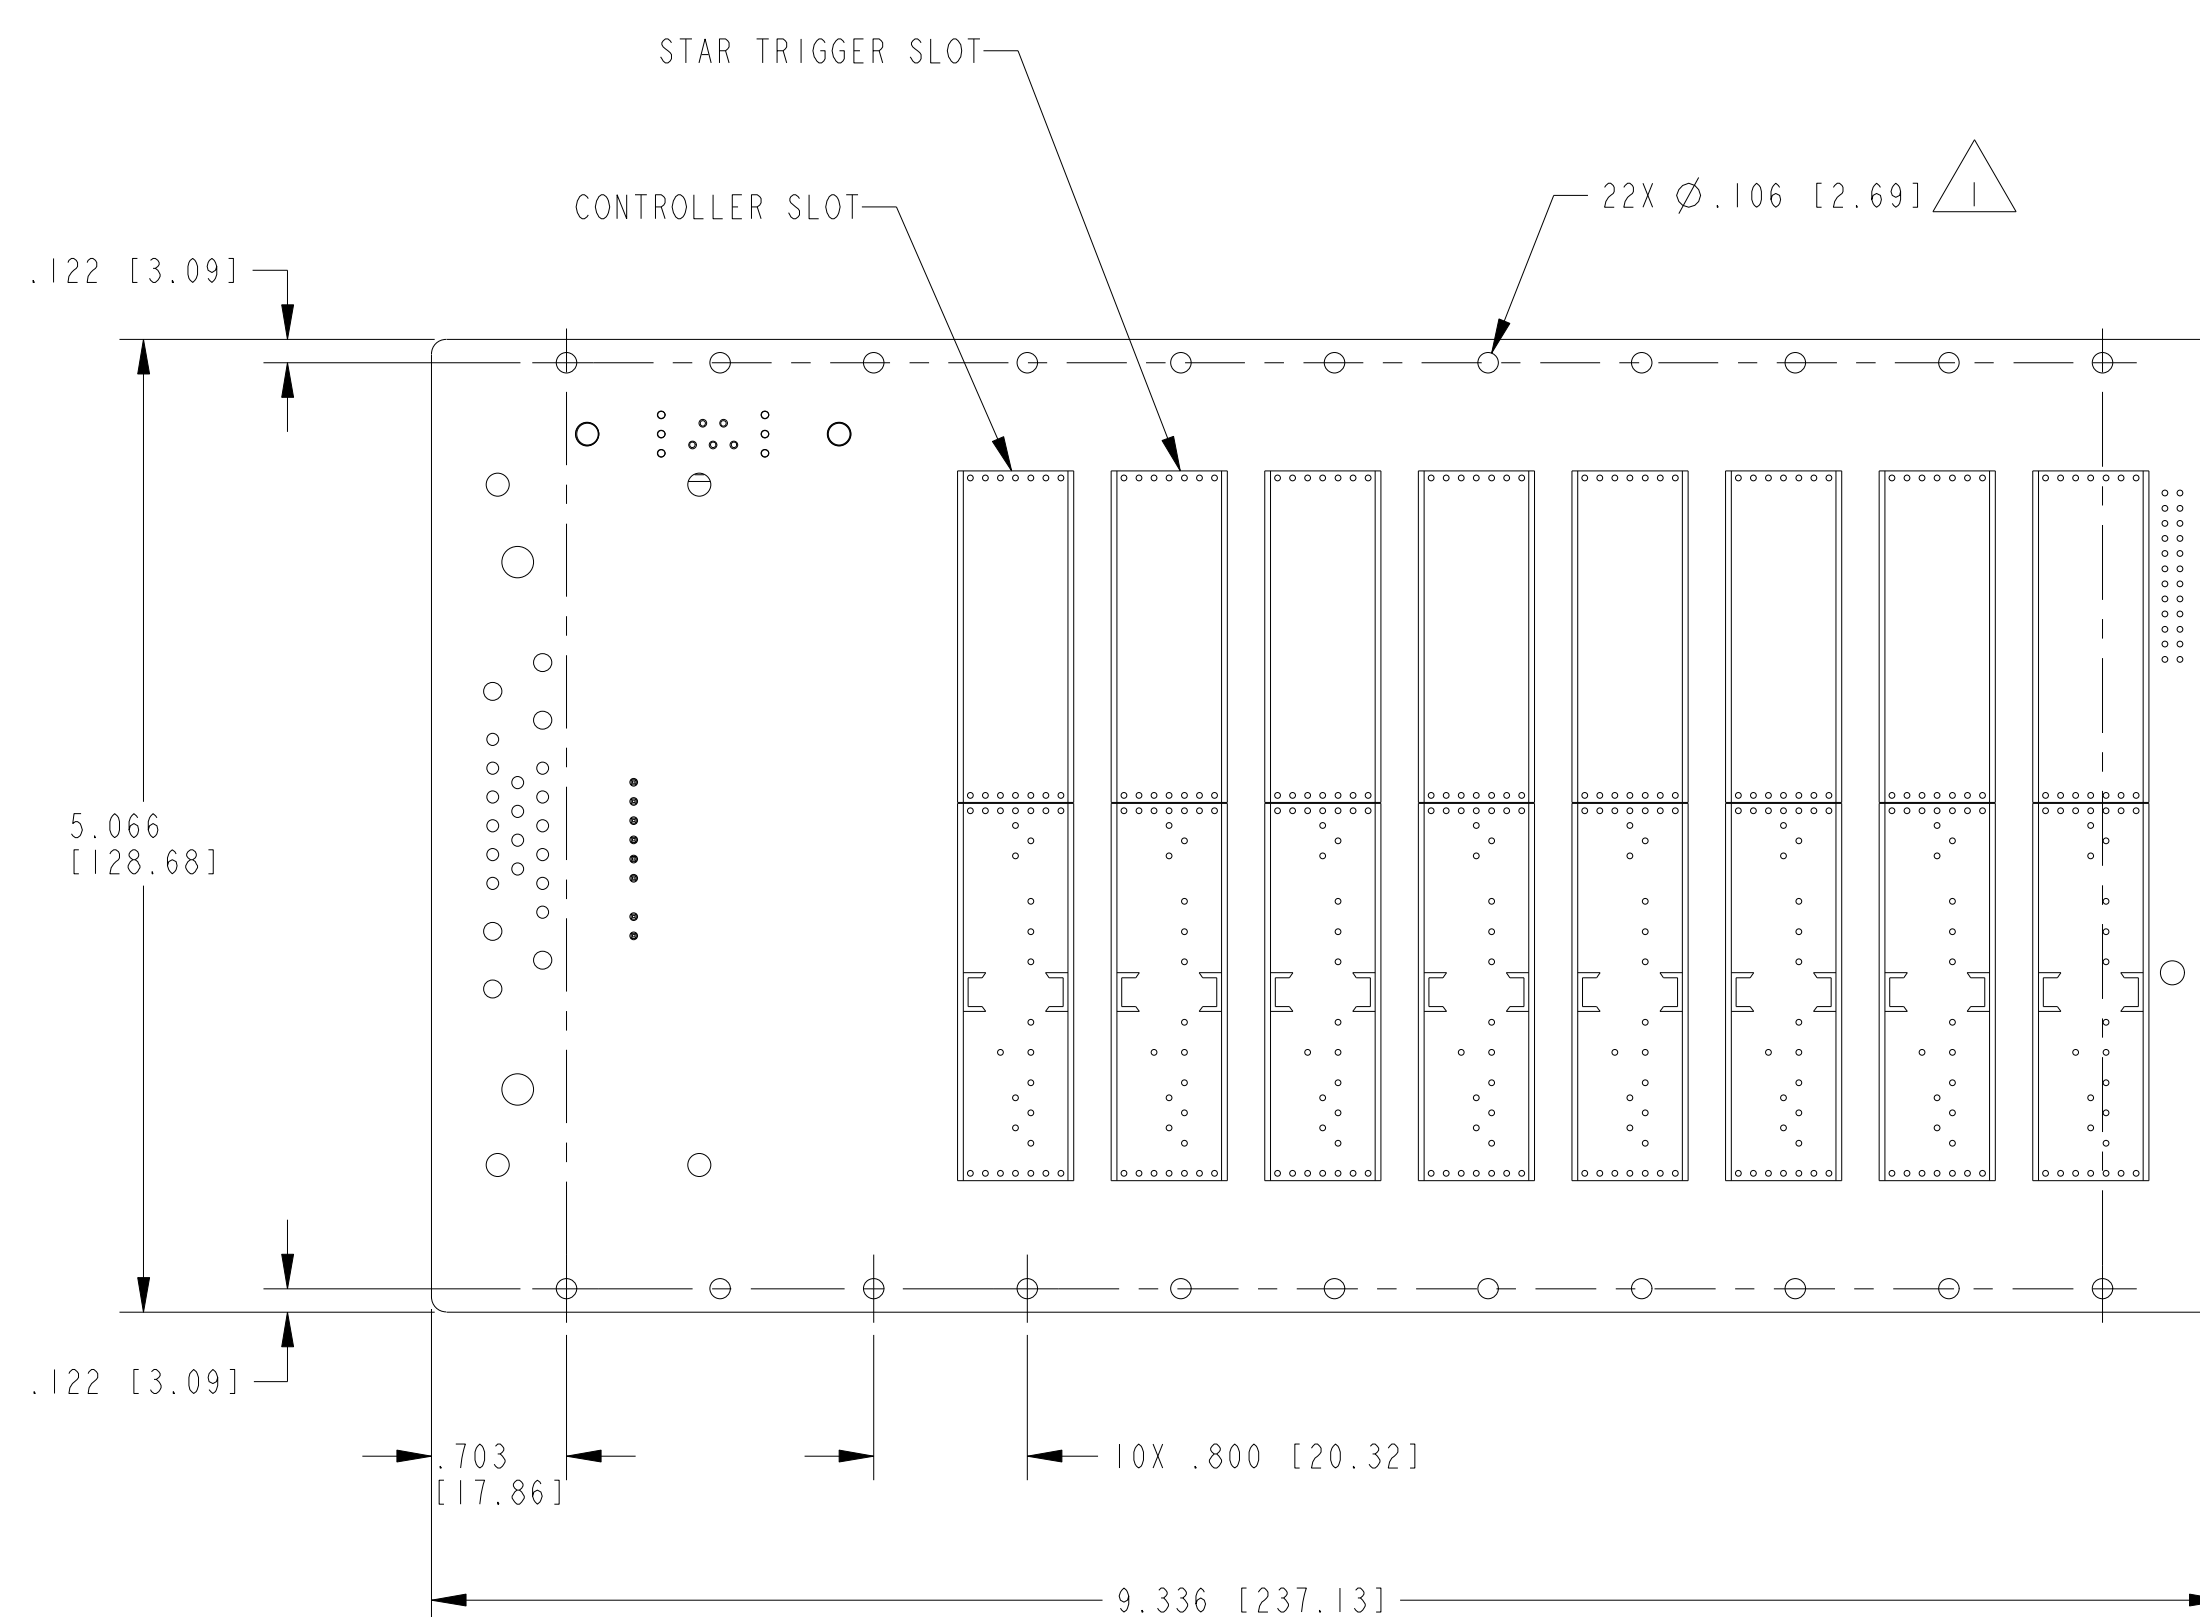 STAR TRIGGER SLOT
22X Ø.106 [2.69] 1
CONTROLLER SLOT
.122 [3.09]
5.066
[128.68]
.122 [3.09]
.703
[17.86]
10X .800 [20.32]
9.336 [237.13]